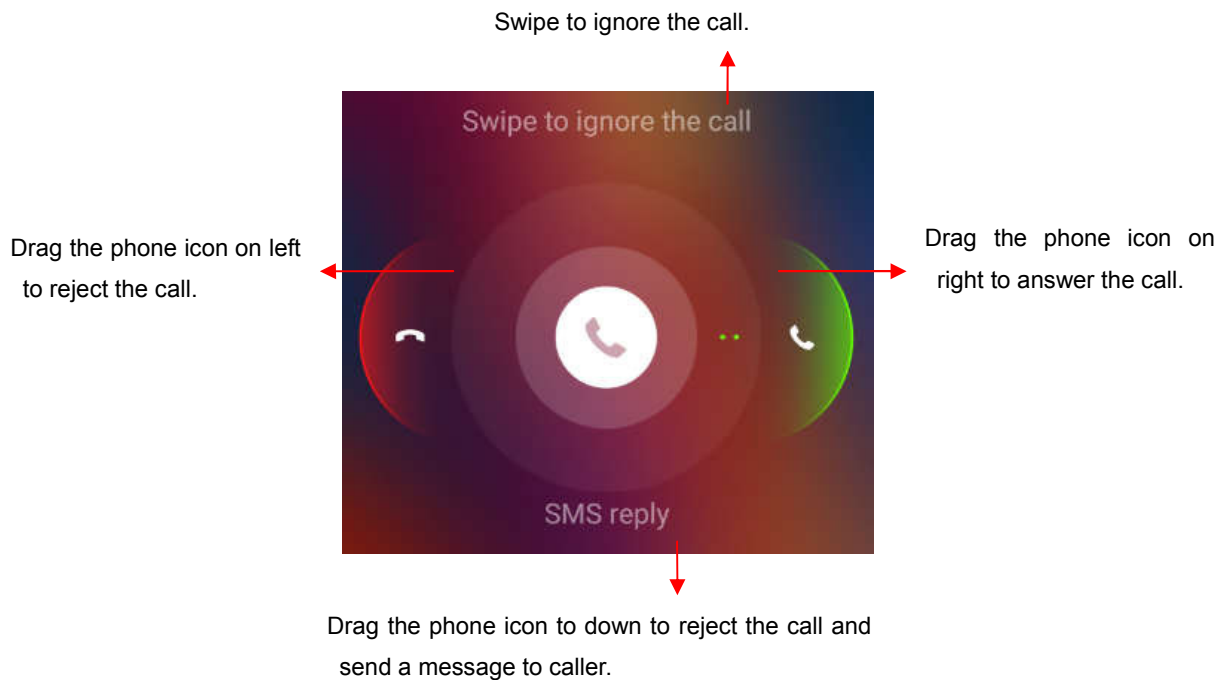 Swipe to ignore the call.
Swipe to ignore the call
Drag the phone icon on left
to reject the call.
Drag the phone icon on
right to answer the call.
SMS reply
Drag the phone icon to down to reject the call and
send a message to caller.